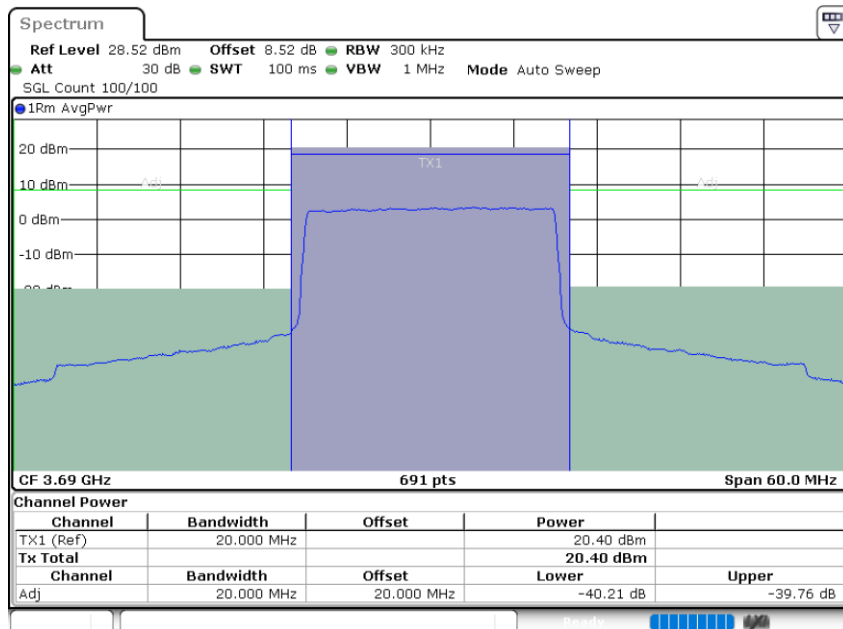 Spectrum
Ref Level 28.52 dBm Offset 8.52 dB RBW 300 kHz
Att 30 dB SWT 100 ms VBW 1 MHz Mode Auto Sweep
SGL Count 100/100
1Rm AvgPwr
20 dBm
TX1
10 dBm Adj Adj
0 dBm
-10 dBm
CF 3.69 GHz 691 pts Span 60.0 MHz
Channel Power
Channel Bandwidth Offset Power
TX1 (Ref) 20.000 MHz 20.40 dBm
Tx Total 20.40 dBm
Channel Bandwidth Offset Lower Upper
Adj 20.000 MHz 20.000 MHz -40.21 dB -39.76 dB
Ready